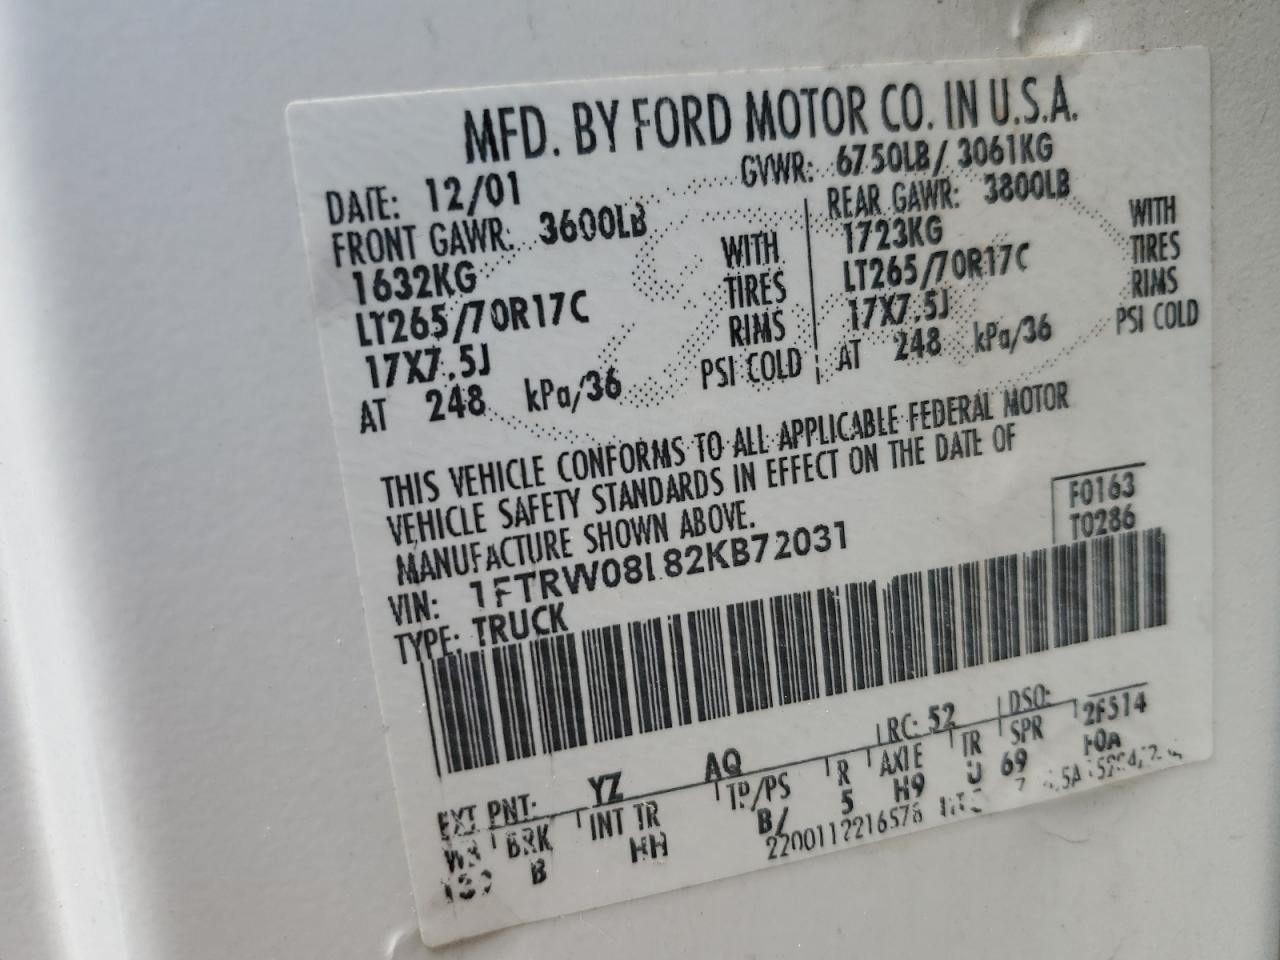 MFD. BY FORD MOTOR CO. IN U.S.A.
DATE: 12/01 GVWR: 6750LB/ 3061KG
FRONT GAWR: 3600LB REAR GAWR: 3800LB
1632KG WITH 1723KG WITH
LT265/70R17C TIRES LT265/70R17C TIRES
17X7.5J RIMS 17X7.5J RIMS
AT 248 kPa/36 PSI COLD AT 248 kPa/36 PSI COLD
THIS VEHICLE CONFORMS TO ALL APPLICABLE FEDERAL MOTOR
VEHICLE SAFETY STANDARDS IN EFFECT ON THE DATE OF
MANUFACTURE SHOWN ABOVE.
F0163
T0286
VIN: 1FTRW08L82KB72031
TYPE: TRUCK
EXT PNT: YZ AQ RC: 52 DSO: 2F514
WB BRK INT TR TP/PS R AXLE TR SPR
B HH B/ 5 H9 U 69
2200112216578